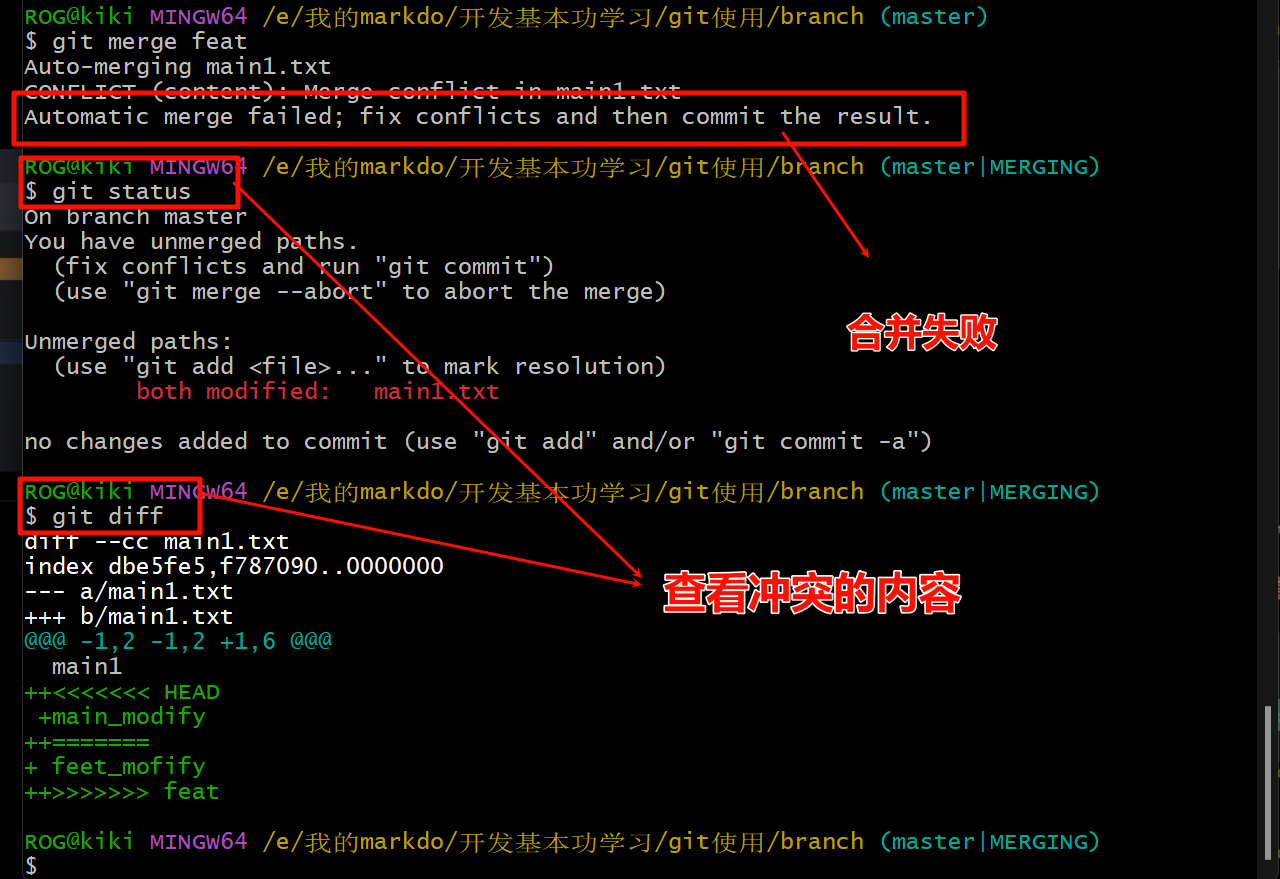 ROG@kiki MINGW64 /e/我的markdo/开发基本功学习/git使用/branch (master)
$ git merge feat
Auto-merging main1.txt
CONFLICT (content): Merge conflict in main1.txt
Automatic merge failed; fix conflicts and then commit the result.
ROG@kiki MINGW64 /e/我的markdo/开发基本功学习/git使用/branch (master|MERGING)
$ git status
On branch master
You have unmerged paths.
  (fix conflicts and run "git commit")
  (use "git merge --abort" to abort the merge)
合并失败
Unmerged paths:
  (use "git add <file>..." to mark resolution)
        both modified:   main1.txt
no changes added to commit (use "git add" and/or "git commit -a")
ROG@kiki MINGW64 /e/我的markdo/开发基本功学习/git使用/branch (master|MERGING)
$ git diff
diff --cc main1.txt
index dbe5fe5,f787090..0000000
--- a/main1.txt
+++ b/main1.txt
查看冲突的内容
@@@ -1,2 -1,2 +1,6 @@@
  main1
++<<<<<<< HEAD
 +main_modify
++=======
+ feet_mofify
++>>>>>>> feat
ROG@kiki MINGW64 /e/我的markdo/开发基本功学习/git使用/branch (master|MERGING)
$